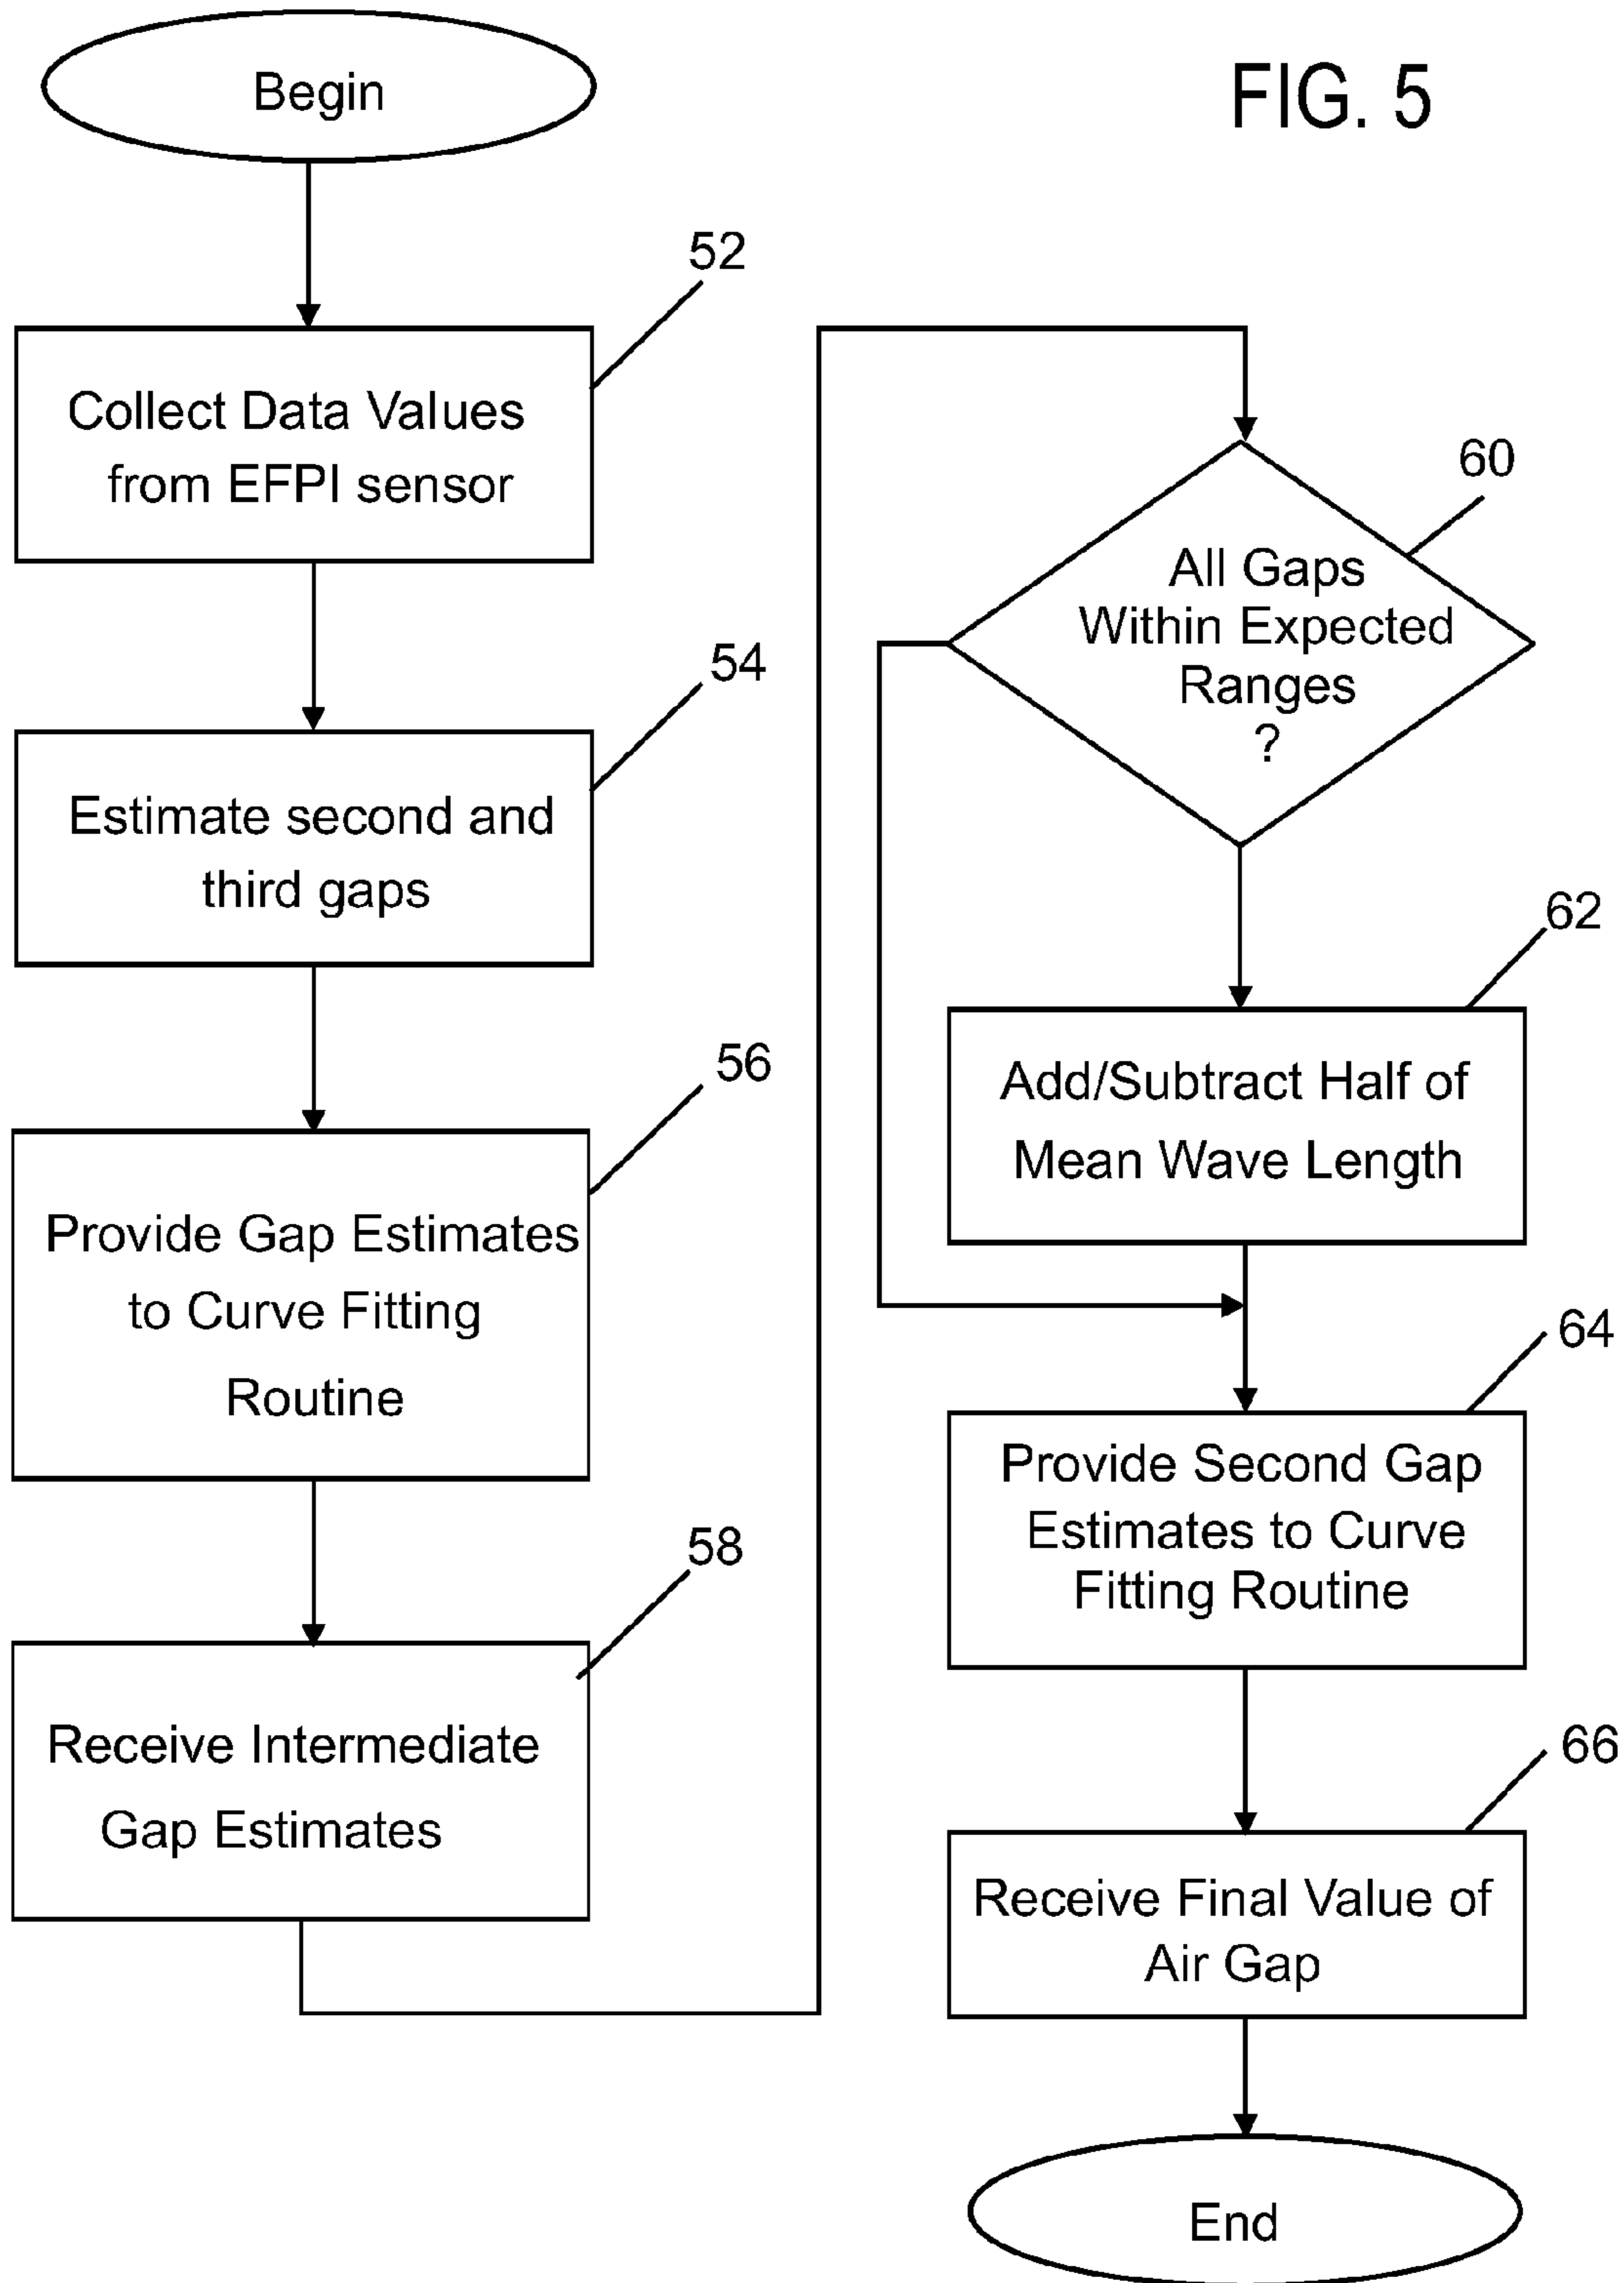 FIG. 5
Begin
52
Collect Data Values
from EFPI sensor
54
Estimate second and
third gaps
56
Provide Gap Estimates
to Curve Fitting
Routine
58
Receive Intermediate
Gap Estimates
60
All Gaps
Within Expected
Ranges
?
62
Add/Subtract Half of
Mean Wave Length
64
Provide Second Gap
Estimates to Curve
Fitting Routine
66
Receive Final Value of
Air Gap
End